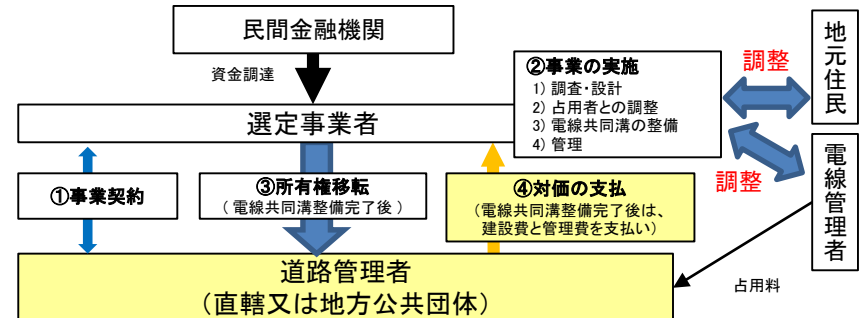 民間金融機関
資金調達
選定事業者
②事業の実施
1) 調査・設計
2) 占用者との調整
3) 電線共同溝の整備
4) 管理
調整
地元住民
調整
電線管理者
①事業契約
③所有権移転
(電線共同溝整備完了後)
④対価の支払
(電線共同溝整備完了後は、
建設費と管理費を支払い)
占用料
道路管理者
(直轄又は地方公共団体)